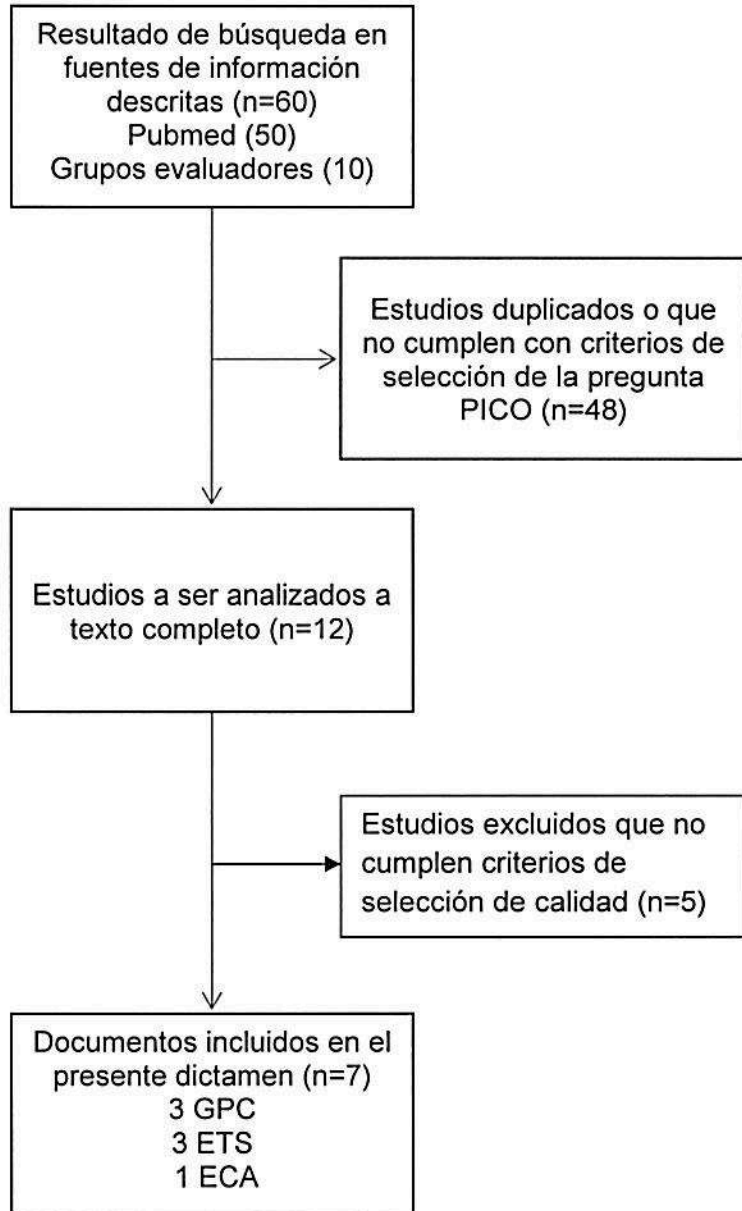 Resultado de búsqueda en
fuentes de información
descritas (n=60)
Pubmed (50)
Grupos evaluadores (10)
Estudios duplicados o que
no cumplen con criterios de
selección de la pregunta
PICO (n=48)
Estudios a ser analizados a
texto completo (n=12)
Estudios excluidos que no
cumplen criterios de
selección de calidad (n=5)
Documentos incluidos en el
presente dictamen (n=7)
3 GPC
3 ETS
1 ECA